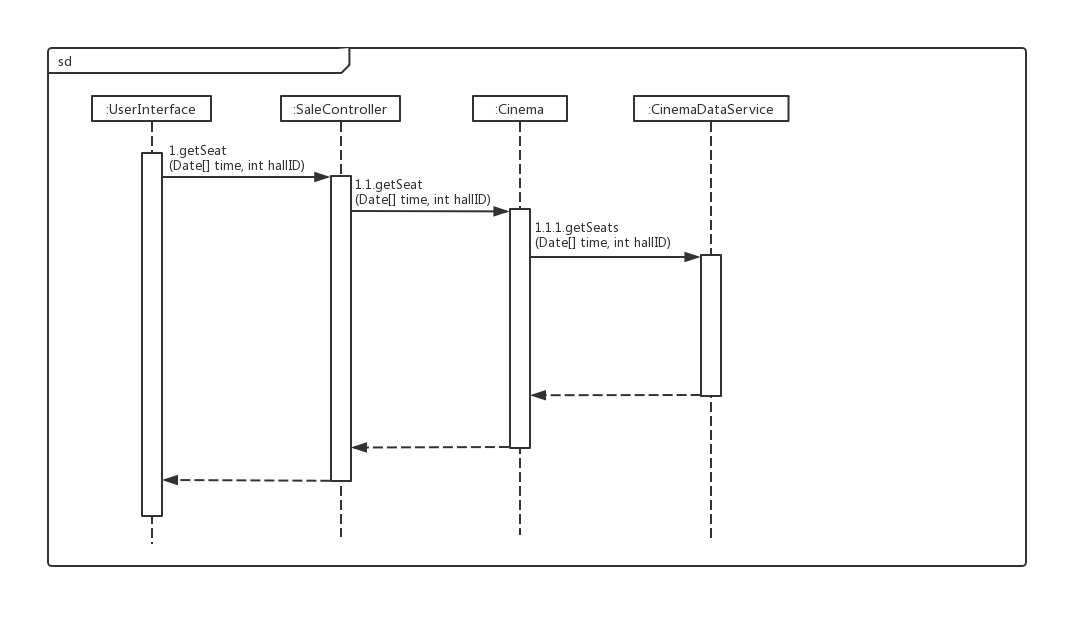 sd
:UserInterface
:SaleController
:Cinema
:CinemaDataService
1.getSeat
(Date[] time, int hallID)
1.1.getSeat
(Date[] time, int hallID)
1.1.1.getSeats
(Date[] time, int hallID)